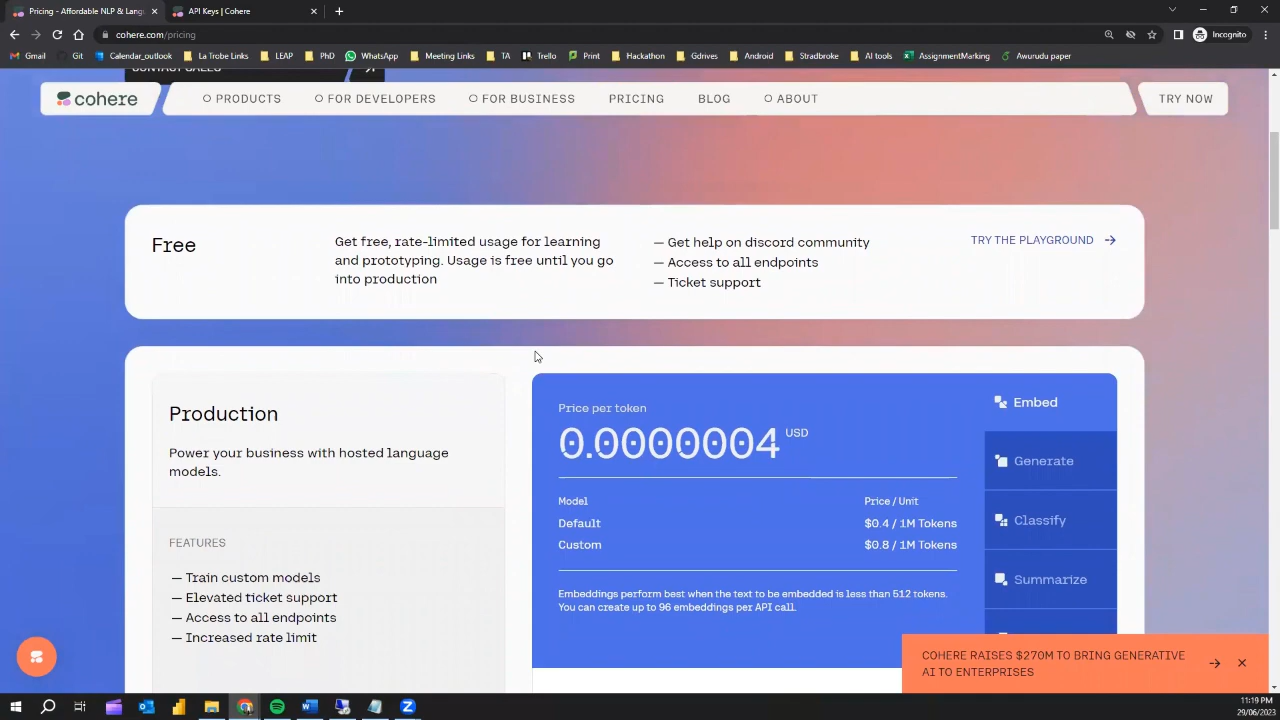 Pricing - Affordable NLP & Langu
API Keys | Cohere
cohere.com/pricing
Incognito
Gmail
Git
Calendar_outlook
La Trobe Links
LEAP
PhD
WhatsApp
Meeting Links
TA
Trello
Print
Hackathon
Gdrives
Android
Stradbroke
AI tools
AssignmentMarking
Awurudu paper
cohere
PRODUCTS
FOR DEVELOPERS
FOR BUSINESS
PRICING
BLOG
ABOUT
TRY NOW
Free
Get free, rate-limited usage for learning
and prototyping. Usage is free until you go
into production
— Get help on discord community
— Access to all endpoints
— Ticket support
TRY THE PLAYGROUND
Production
Power your business with hosted language
models.
FEATURES
— Train custom models
— Elevated ticket support
— Access to all endpoints
— Increased rate limit
Price per token
0.0000004 USD
Model Price / Unit
Default $0.4 / 1M Tokens
Custom $0.8 / 1M Tokens
Embeddings perform best when the text to be embedded is less than 512 tokens.
You can create up to 96 embeddings per API call.
Embed
Generate
Classify
Summarize
COHERE RAISES $270M TO BRING GENERATIVE
AI TO ENTERPRISES
11:19 PM
29/06/2023